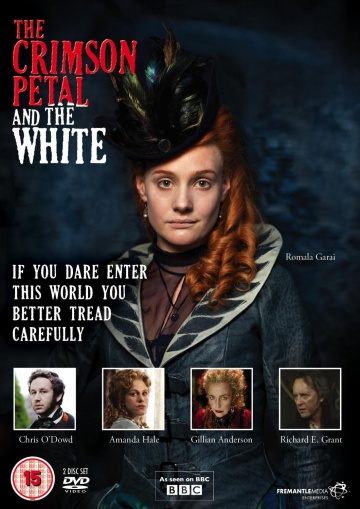 THE
CRIMSON
PETAL
AND THE
WHITE
Romala Garai
IF YOU DARE ENTER
THIS WORLD YOU
BETTER TREAD
CAREFULLY
Chris O'Dowd
Amanda Hale
Gillian Anderson
Richard E. Grant
15
2 DISC SET
DVD
VIDEO
As seen on BBC
BBC
FREMANTLEMEDIA
ENTERPRISES